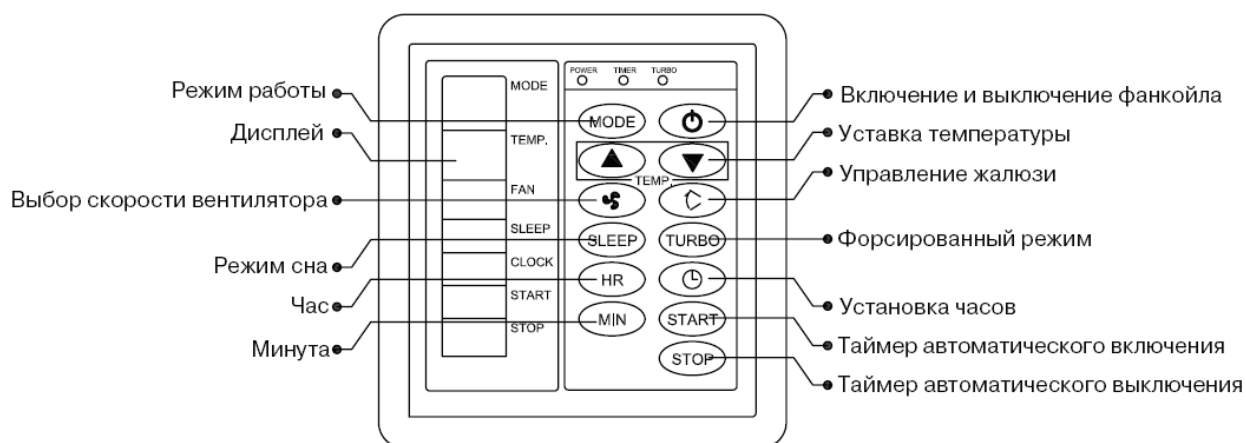 Режим работы
Дисплей
Выбор скорости вентилятора
Режим сна
Час
Минута
MODE
TEMP.
FAN
SLEEP
CLOCK
START
STOP
POWER TIMER TURBO
MODE
TEMP.
SLEEP TURBO
HR
MIN START
STOP
Включение и выключение фанкойла
Уставка температуры
Управление жалюзи
Форсированный режим
Установка часов
Таймер автоматического включения
Таймер автоматического выключения